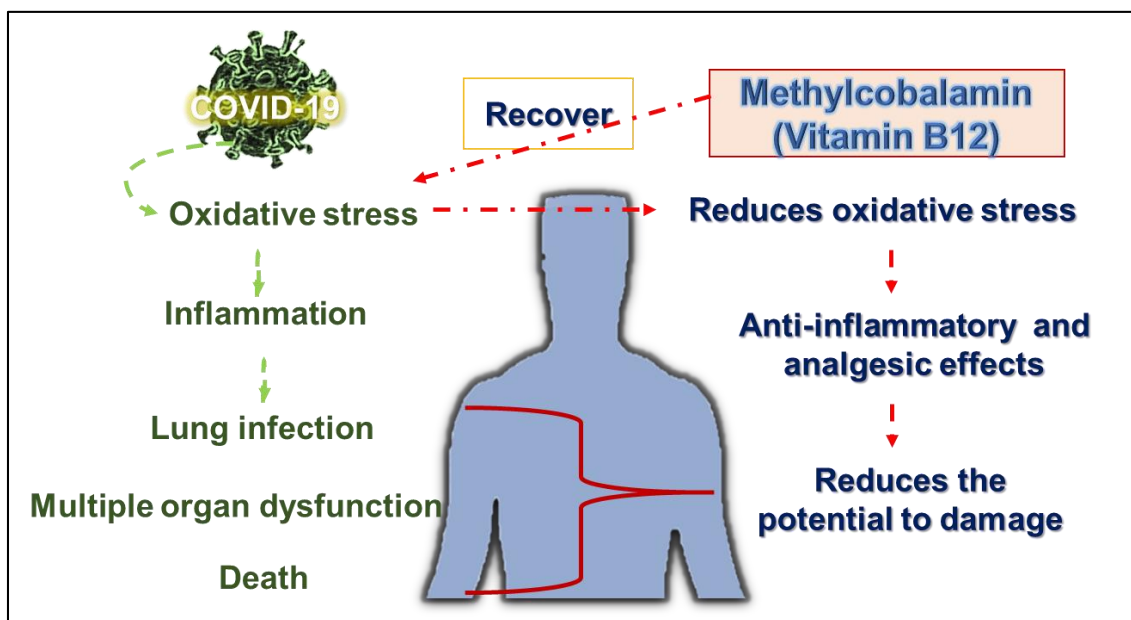 COVID-19
Recover
Methylcobalamin
(Vitamin B12)
Oxidative stress
Reduces oxidative stress
Inflammation
Anti-inflammatory and
analgesic effects
Lung infection
Multiple organ dysfunction
Reduces the
potential to damage
Death